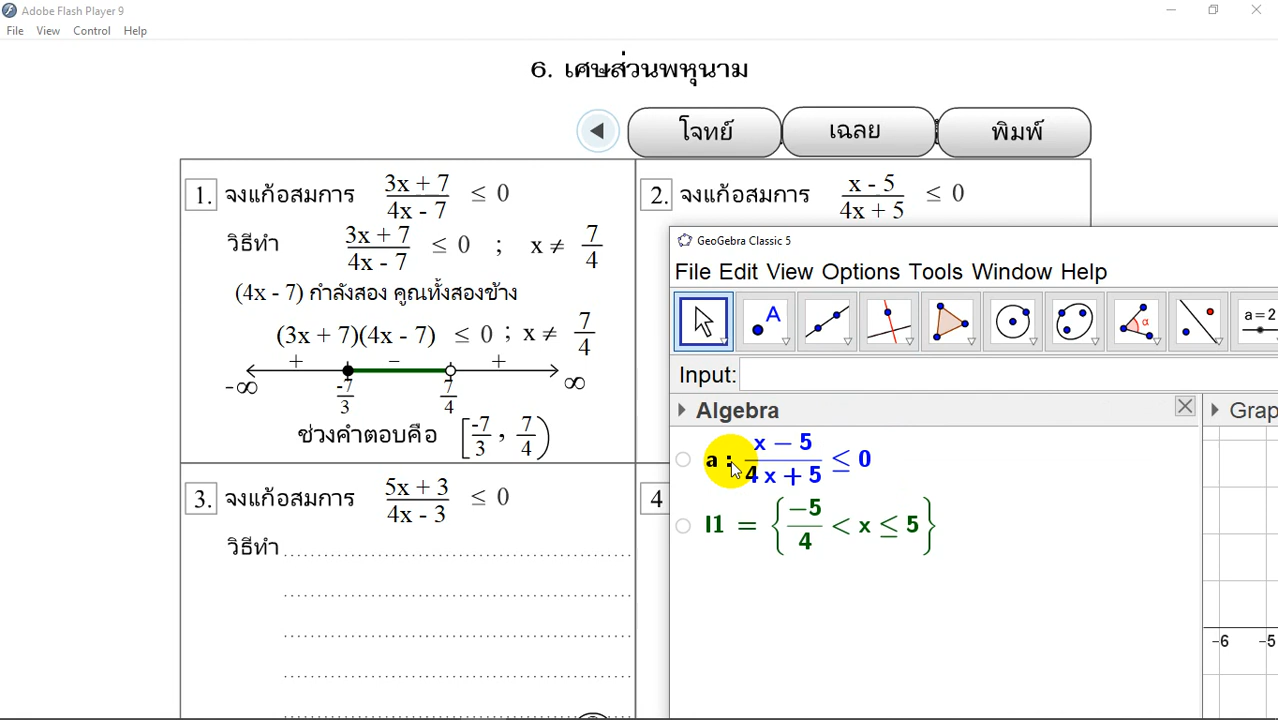 Adobe Flash Player 9
File View Control Help
6. เศษส่วนพหุนาม
โจทย์ เฉลย พิมพ์
1. จงแก้อสมการ (3x + 7)/(4x - 7) ≤ 0
วิธีทำ (3x + 7)/(4x - 7) ≤ 0 ; x ≠ 7/4
(4x - 7) กำลังสอง คูณทั้งสองข้าง
(3x + 7)(4x - 7) ≤ 0 ; x ≠ 7/4
+ − +
-∞ -7/3 7/4 ∞
ช่วงคำตอบคือ [-7/3 , 7/4)
2. จงแก้อสมการ (x - 5)/(4x + 5) ≤ 0
3. จงแก้อสมการ (5x + 3)/(4x - 3) ≤ 0
วิธีทำ
4
GeoGebra Classic 5
File Edit View Options Tools Window Help
A α a=2
Input:
Algebra
a : (x − 5)/(4 x + 5) ≤ 0
l1 = {−5/4 < x ≤ 5}
Grap
-6 -5